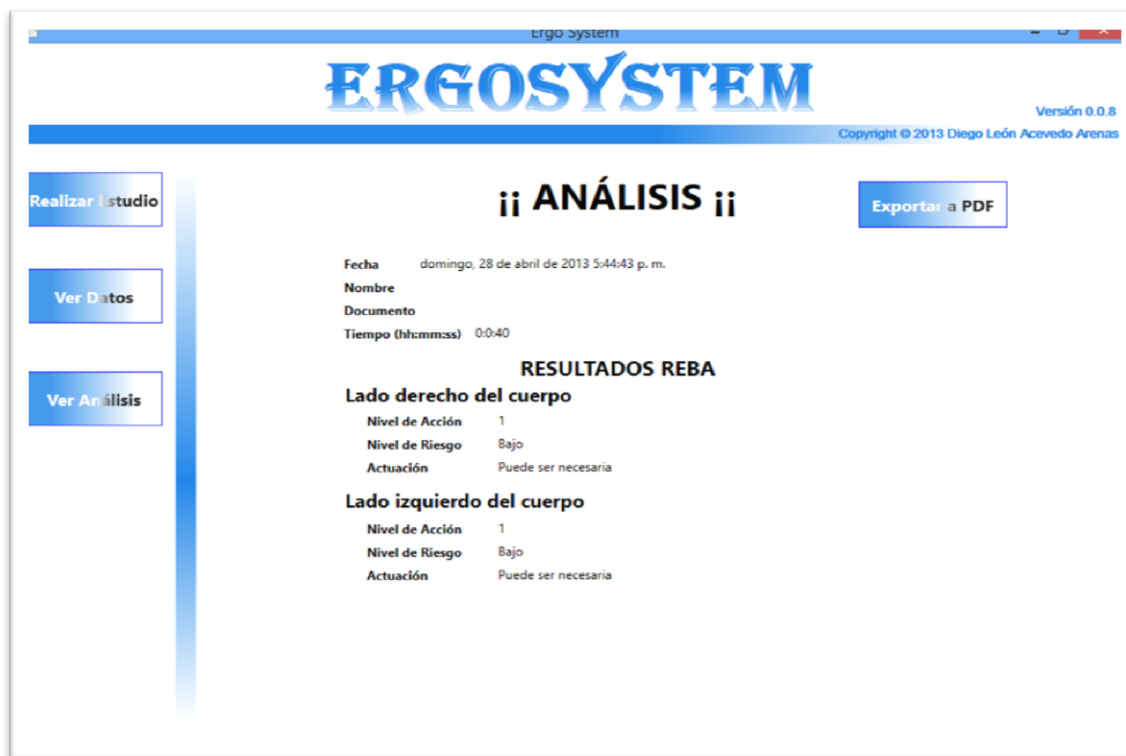 Ergo System
ERGOSYSTEM
Versión 0.0.8
Copyright © 2013 Diego León Acevedo Arenas
Realizar Estudio
¡¡ ANÁLISIS ¡¡
Exportar a PDF
Fecha domingo, 28 de abril de 2013 5:44:43 p. m.
Ver Datos
Nombre
Documento
Tiempo (hh:mm:ss) 0:0:40
RESULTADOS REBA
Ver Análisis
Lado derecho del cuerpo
Nivel de Acción 1
Nivel de Riesgo Bajo
Actuación Puede ser necesaria
Lado izquierdo del cuerpo
Nivel de Acción 1
Nivel de Riesgo Bajo
Actuación Puede ser necesaria